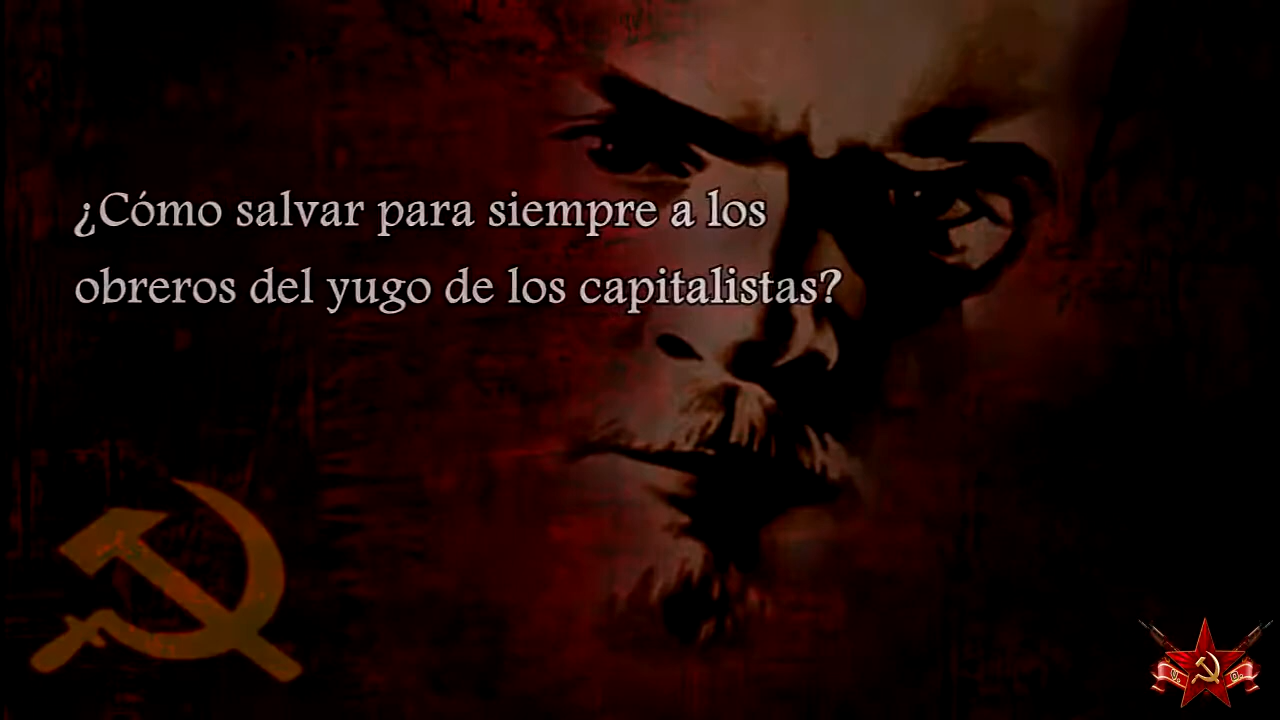 ¿Cómo salvar para siempre a los
obreros del yugo de los capitalistas?